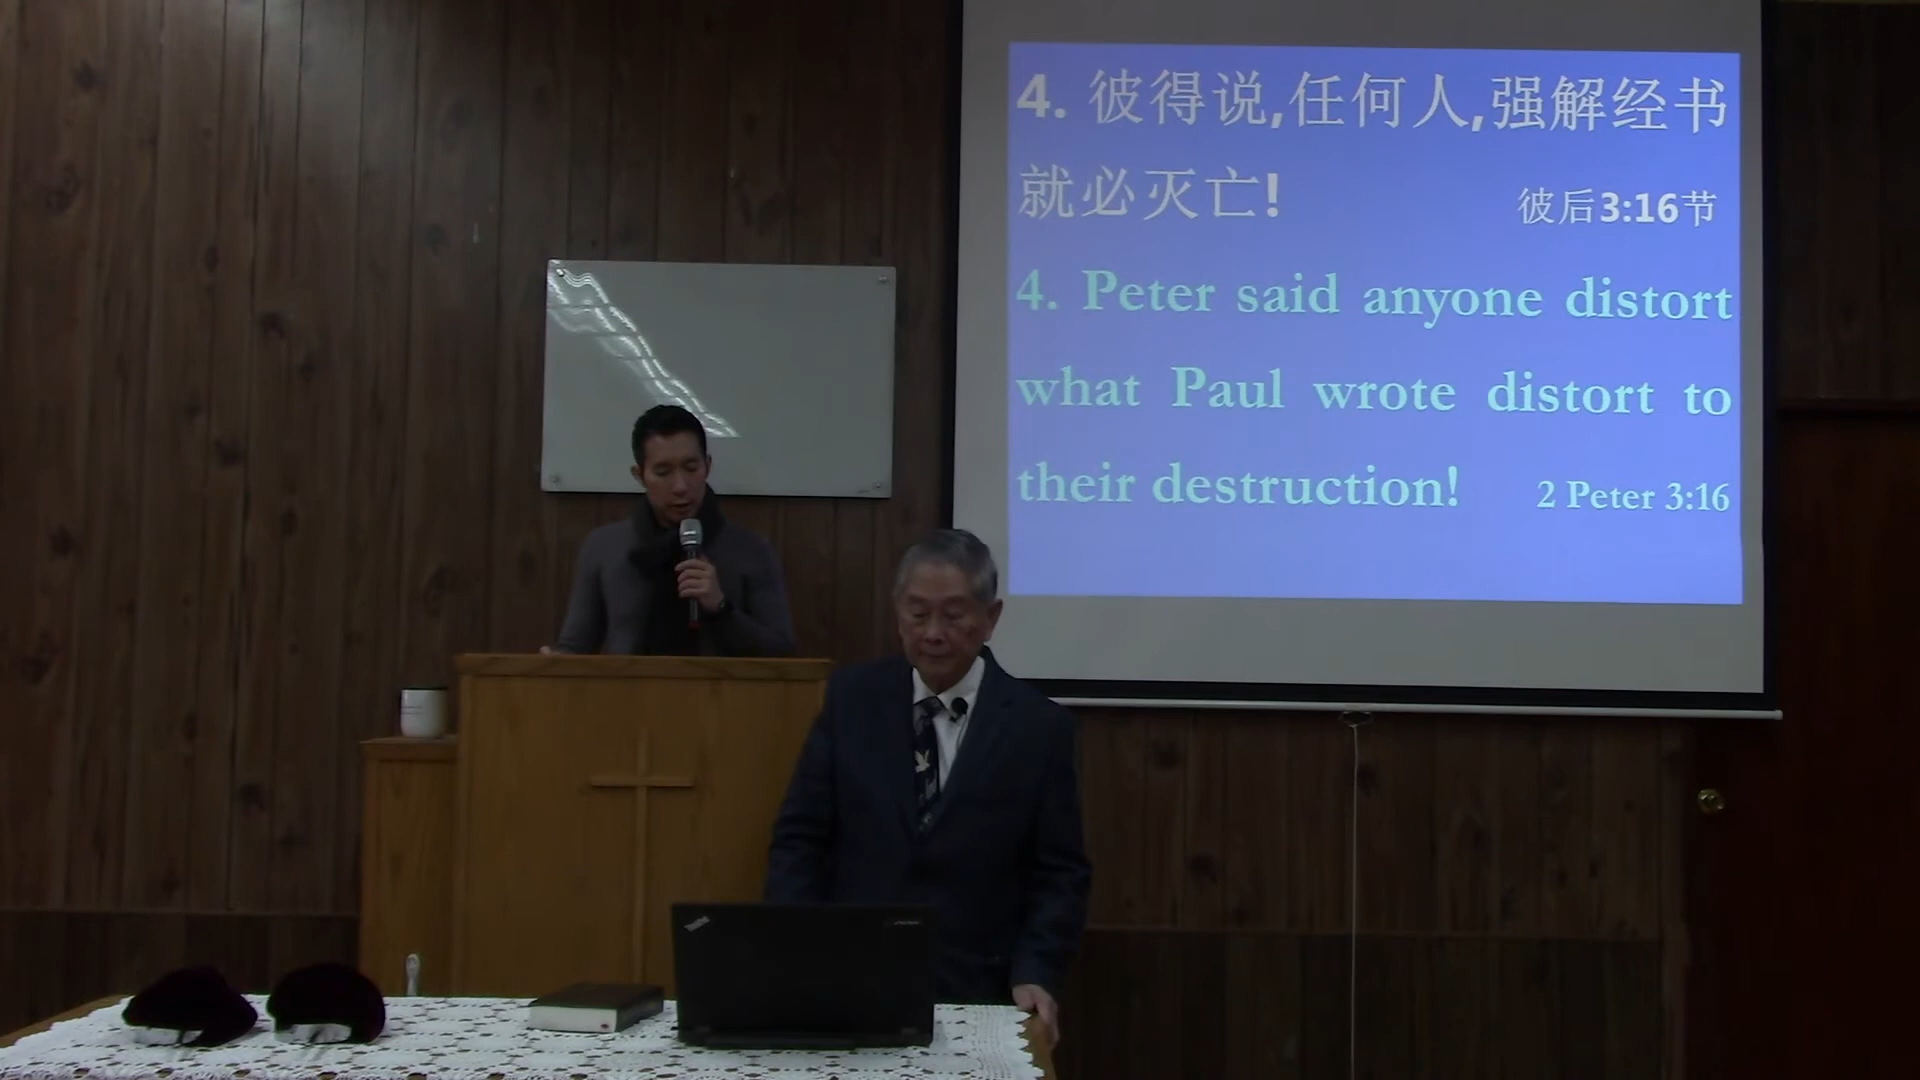 4. 彼得说,任何人,强解经书
就必灭亡!
彼后3:16节
4. Peter said anyone distort
what Paul wrote distort to
their destruction!
2 Peter 3:16
ThinkPad